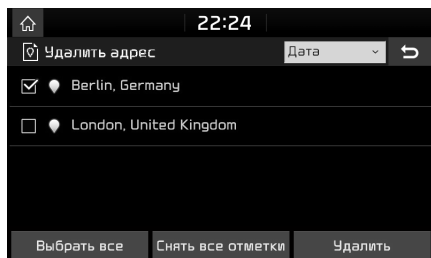 22:24
Удалить адрес Дата
Berlin, Germany
London, United Kingdom
Выбрать все Снять все отметки Удалить